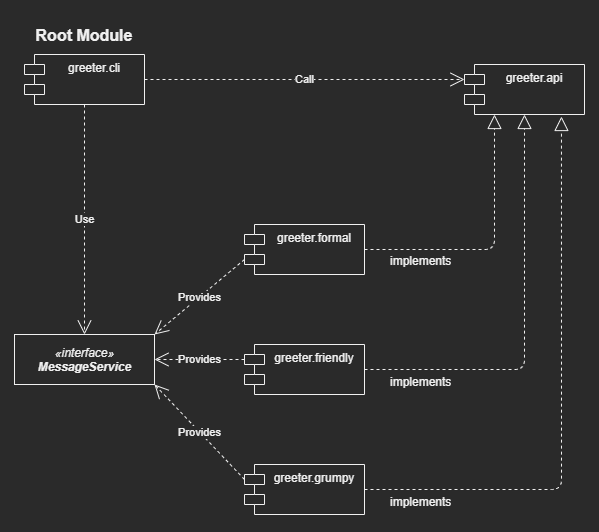 Root Module
greeter.cli
Call
greeter.api
Use
greeter.formal
implements
Provides
«interface»
MessageService
Provides
greeter.friendly
implements
Provides
greeter.grumpy
implements